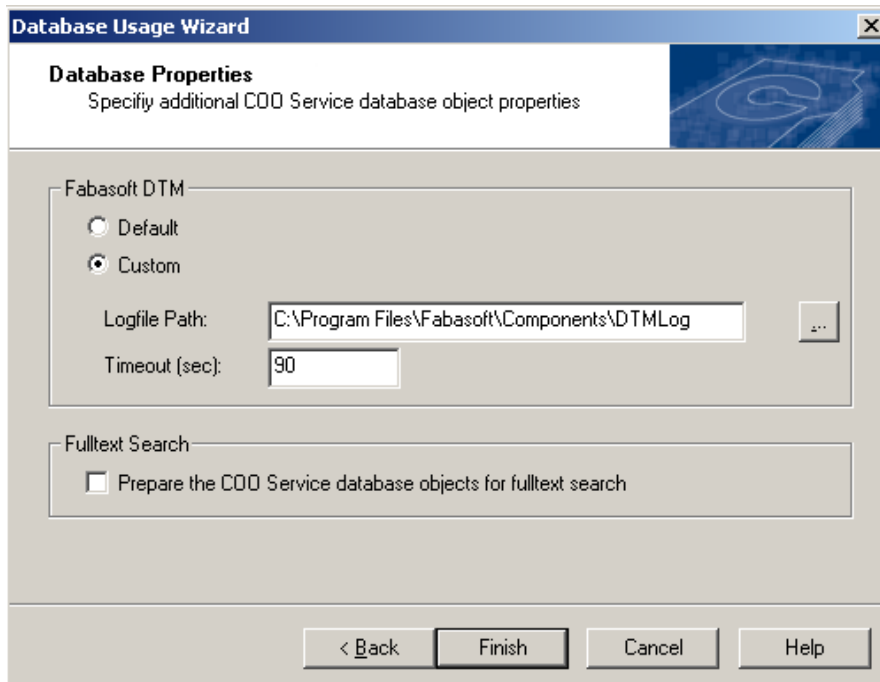 Database Usage Wizard
Database Properties
Specifiy additional COO Service database object properties
Fabasoft DTM
Default
Custom
Logfile Path: C:\Program Files\Fabasoft\Components\DTMLog ...
Timeout (sec): 90
Fulltext Search
Prepare the COO Service database objects for fulltext search
< Back Finish Cancel Help